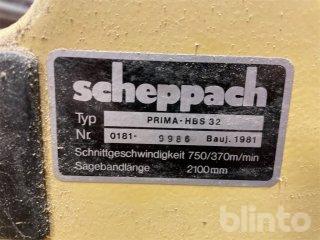 scheppach
Typ PRIMA-HBS 32
Nr. 0181- 9986 Bauj. 1981
Schnittgeschwindigkeit 750/370m/min
Sägebandlänge 2100mm
blinto